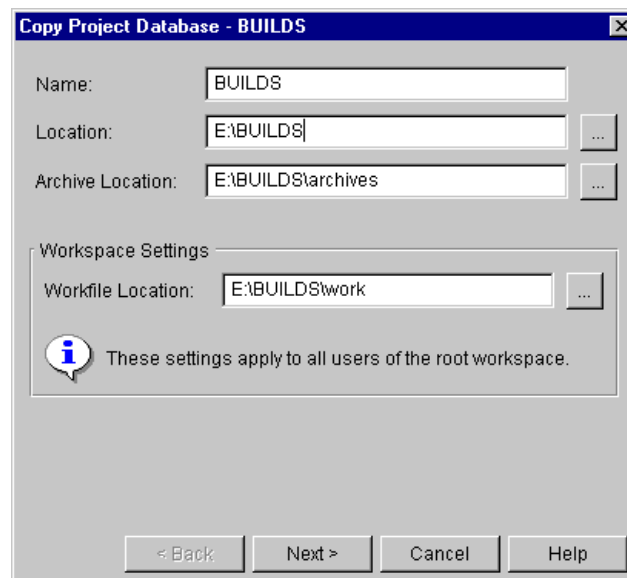 Copy Project Database - BUILDS
Name: BUILDS
Location: E:\BUILDS ...
Archive Location: E:\BUILDS\archives ...
Workspace Settings
Workfile Location: E:\BUILDS\work ...
These settings apply to all users of the root workspace.
< Back Next > Cancel Help